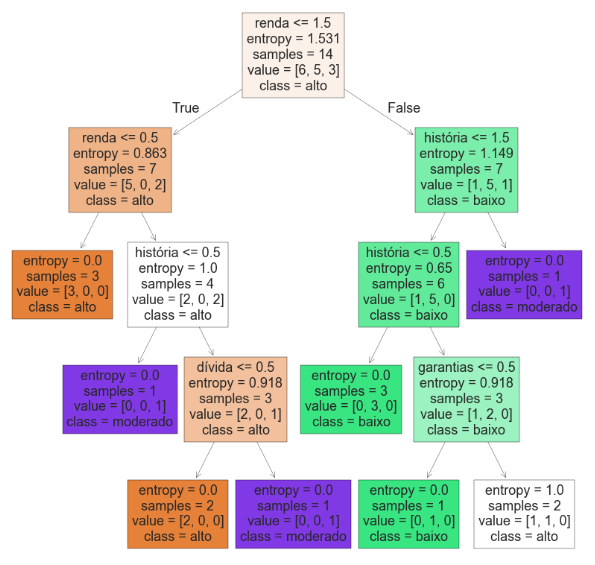 renda <= 1.5
entropy = 1.531
samples = 14
value = [6, 5, 3]
class = alto
True
False
renda <= 0.5
entropy = 0.863
samples = 7
value = [5, 0, 2]
class = alto
história <= 1.5
entropy = 1.149
samples = 7
value = [1, 5, 1]
class = baixo
entropy = 0.0
samples = 3
value = [3, 0, 0]
class = alto
história <= 0.5
entropy = 1.0
samples = 4
value = [2, 0, 2]
class = alto
história <= 0.5
entropy = 0.65
samples = 6
value = [1, 5, 0]
class = baixo
entropy = 0.0
samples = 1
value = [0, 0, 1]
class = moderado
entropy = 0.0
samples = 1
value = [0, 0, 1]
class = moderado
dívida <= 0.5
entropy = 0.918
samples = 3
value = [2, 0, 1]
class = alto
entropy = 0.0
samples = 3
value = [0, 3, 0]
class = baixo
garantias <= 0.5
entropy = 0.918
samples = 3
value = [1, 2, 0]
class = baixo
entropy = 0.0
samples = 2
value = [2, 0, 0]
class = alto
entropy = 0.0
samples = 1
value = [0, 0, 1]
class = moderado
entropy = 0.0
samples = 1
value = [0, 1, 0]
class = baixo
entropy = 1.0
samples = 2
value = [1, 1, 0]
class = alto